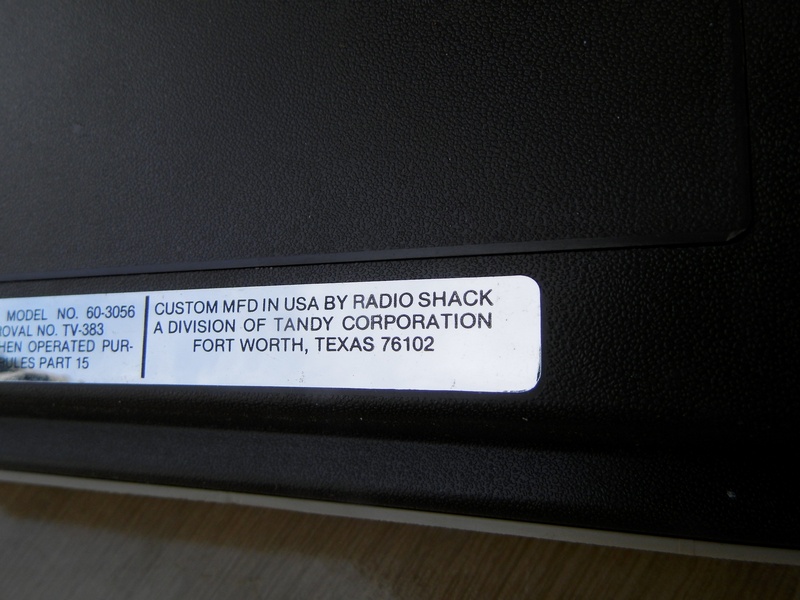 MODEL NO. 60-3056
NO. TV-383
OPERATED PUR-
RULES PART 15
CUSTOM MFD IN USA BY RADIO SHACK
A DIVISION OF TANDY CORPORATION
FORT WORTH, TEXAS 76102